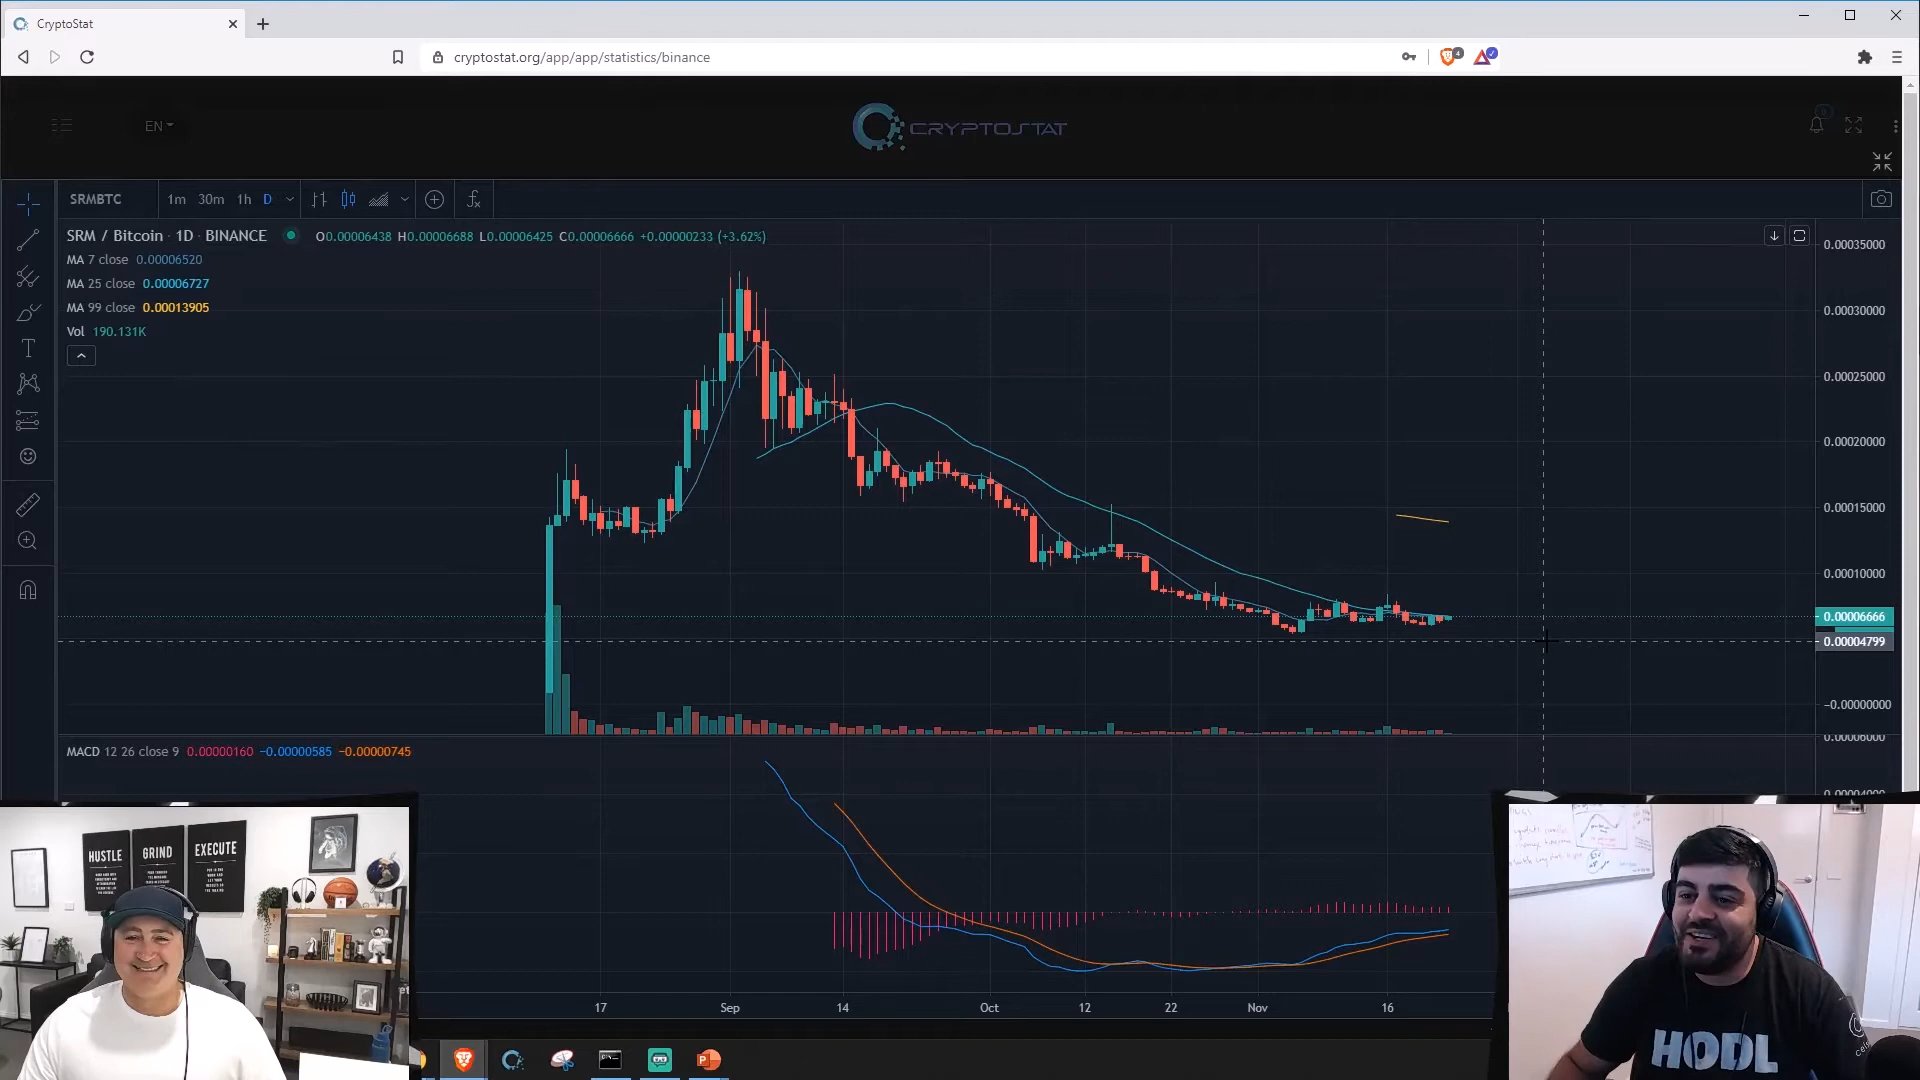 CryptoStat
cryptostat.org/app/app/statistics/binance
4
EN
CRYPTOSTAT
SRMBTC
1m 30m 1h D
SRM / Bitcoin · 1D · BINANCE
O0.00006438 H0.00006688 L0.00006425 C0.00006666 +0.00000233 (+3.62%)
MA 7 close 0.00006520
MA 25 close 0.00006727
MA 99 close 0.00013905
Vol 190.131K
0.00035000
0.00030000
0.00025000
0.00020000
0.00015000
0.00010000
0.00006666
0.00004799
−0.00000000
MACD 12 26 close 9 0.00000160 −0.00000585 −0.00000745
17 Sep 14 Oct 12 22 Nov 16
HUSTLE
GRIND
EXECUTE
HODL